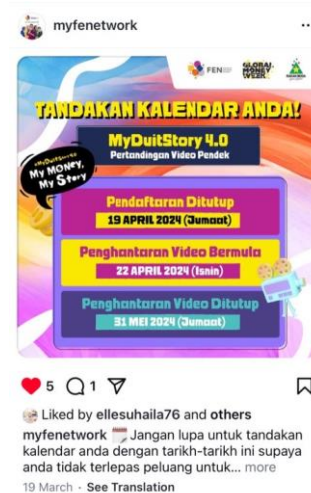 myfenetwork
FEN
GLOBAL
MONEY
WEEK
TANDAKAN KALENDAR ANDA!
MyDuitStory 4.0
Pertandingan Video Pendek
#MyDuitStory
My Money,
My Story
Pendaftaran Ditutup
19 APRIL 2024 (Jumaat)
Penghantaran Video Bermula
22 APRIL 2024 (Isnin)
Penghantaran Video Ditutup
31 MEI 2024 (Jumaat)
5 1
Liked by ellesuhaila76 and others
myfenetwork 🗓️ Jangan lupa untuk tandakan
kalendar anda dengan tarikh-tarikh ini supaya
anda tidak terlepas peluang untuk... more
19 March · See Translation